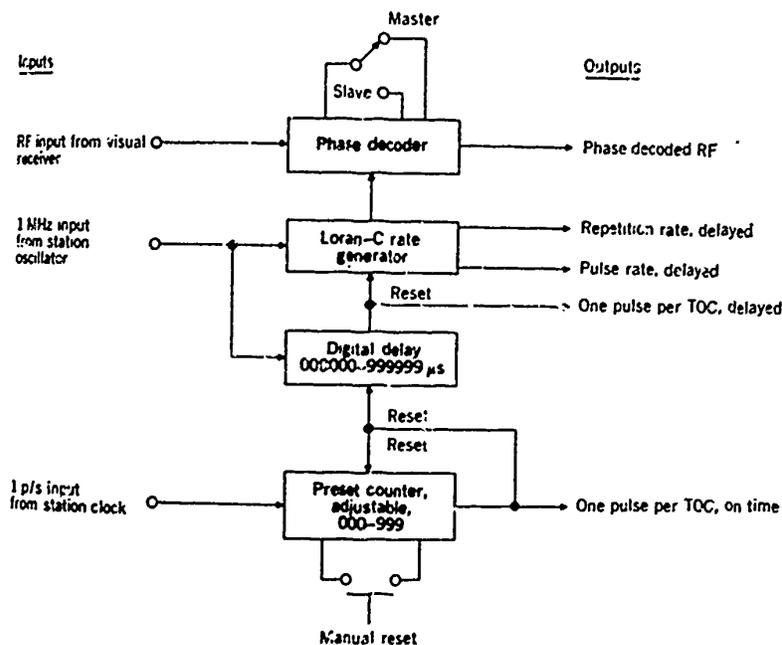 Master
Inputs
Outputs
Slave
RF input from visual
receiver
Phase decoder
Phase decoded RF
1 MHz input
from station
oscillator
Loran-C rate
generator
Repetition rate, delayed
Pulse rate, delayed
Reset
One pulse per TOC, delayed
Digital delay
000000-999999 μs
Reset
Reset
1 p/s input
from station clock
Preset counter,
adjustable,
000-999
One pulse per TOC, on time
Manual reset